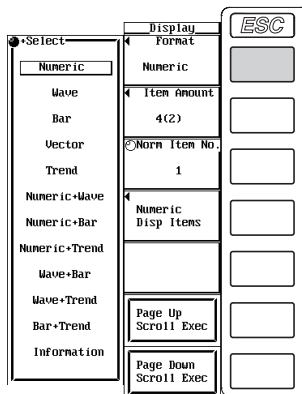 +Select
Numeric
Wave
Bar
Vector
Trend
Numeric+Wave
Numeric+Bar
Numeric+Trend
Wave+Bar
Wave+Trend
Bar+Trend
Information
Display
Format
Numeric
Item Amount
4(2)
Norm Item No.
1
Numeric
Disp Items
Page Up
Scroll Exec
Page Down
Scroll Exec
ESC